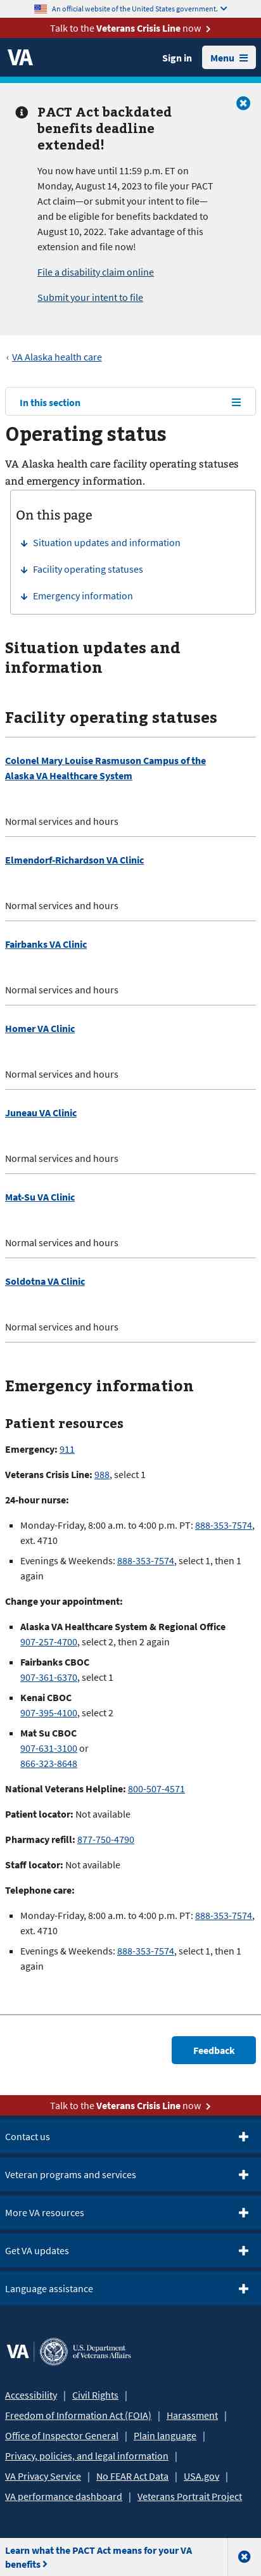 An official website of the United States government.
Talk to the Veterans Crisis Line now
VA
Sign in
Menu
PACT Act backdated
benefits deadline
extended!
You now have until 11:59 p.m. ET on
Monday, August 14, 2023 to file your PACT
Act claim—or submit your intent to file—
and be eligible for benefits backdated to
August 10, 2022. Take advantage of this
extension and file now!
File a disability claim online
Submit your intent to file
‹ VA Alaska health care
In this section
Operating status
VA Alaska health care facility operating statuses
and emergency information.
On this page
Situation updates and information
Facility operating statuses
Emergency information
Situation updates and
information
Facility operating statuses
Colonel Mary Louise Rasmuson Campus of the
Alaska VA Healthcare System
Normal services and hours
Elmendorf-Richardson VA Clinic
Normal services and hours
Fairbanks VA Clinic
Normal services and hours
Homer VA Clinic
Normal services and hours
Juneau VA Clinic
Normal services and hours
Mat-Su VA Clinic
Normal services and hours
Soldotna VA Clinic
Normal services and hours
Emergency information
Patient resources
Emergency: 911
Veterans Crisis Line: 988, select 1
24-hour nurse:
Monday-Friday, 8:00 a.m. to 4:00 p.m. PT: 888-353-7574,
ext. 4710
Evenings & Weekends: 888-353-7574, select 1, then 1
again
Change your appointment:
Alaska VA Healthcare System & Regional Office
907-257-4700, select 2, then 2 again
Fairbanks CBOC
907-361-6370, select 1
Kenai CBOC
907-395-4100, select 2
Mat Su CBOC
907-631-3100 or
866-323-8648
National Veterans Helpline: 800-507-4571
Patient locator: Not available
Pharmacy refill: 877-750-4790
Staff locator: Not available
Telephone care:
Monday-Friday, 8:00 a.m. to 4:00 p.m. PT: 888-353-7574,
ext. 4710
Evenings & Weekends: 888-353-7574, select 1, then 1
again
Feedback
Talk to the Veterans Crisis Line now
Contact us
Veteran programs and services
More VA resources
Get VA updates
Language assistance
VA U.S. Department
of Veterans Affairs
Accessibility | Civil Rights |
Freedom of Information Act (FOIA) | Harassment |
Office of Inspector General | Plain language |
Privacy, policies, and legal information |
VA Privacy Service | No FEAR Act Data | USA.gov |
VA performance dashboard | Veterans Portrait Project
Learn what the PACT Act means for your VA
benefits